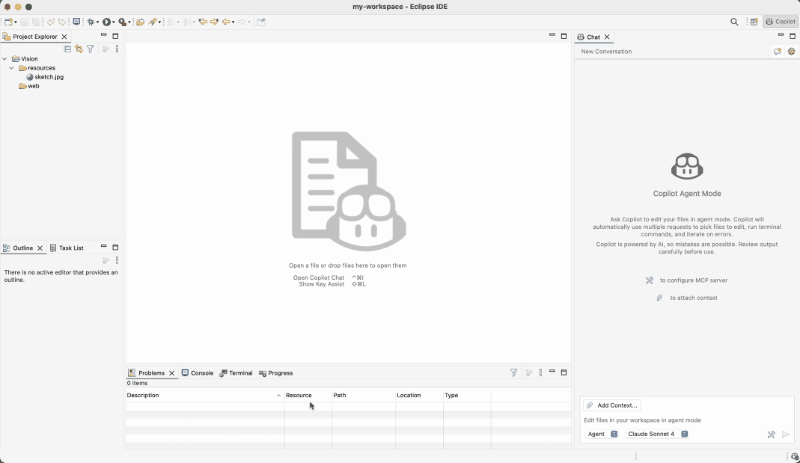 my-workspace - Eclipse IDE
Copilot
Project Explorer
Vision
resources
sketch.jpg
web
Outline
Task List
There is no active editor that provides an
outline.
Open a file or drop files here to open them
Open Copilot Chat ⌃⌘I
Show Key Assist ⇧⌘L
Problems
Console
Terminal
Progress
0 items
Description
Resource
Path
Location
Type
Chat
New Conversation
Copilot Agent Mode
Ask Copilot to edit your files in agent mode. Copilot will
automatically use multiple requests to pick files to edit, run terminal
commands, and iterate on errors.
Copilot is powered by AI, so mistakes are possible. Review output
carefully before use.
to configure MCP server
to attach context
Add Context...
Edit files in your workspace in agent mode
Agent
Claude Sonnet 4